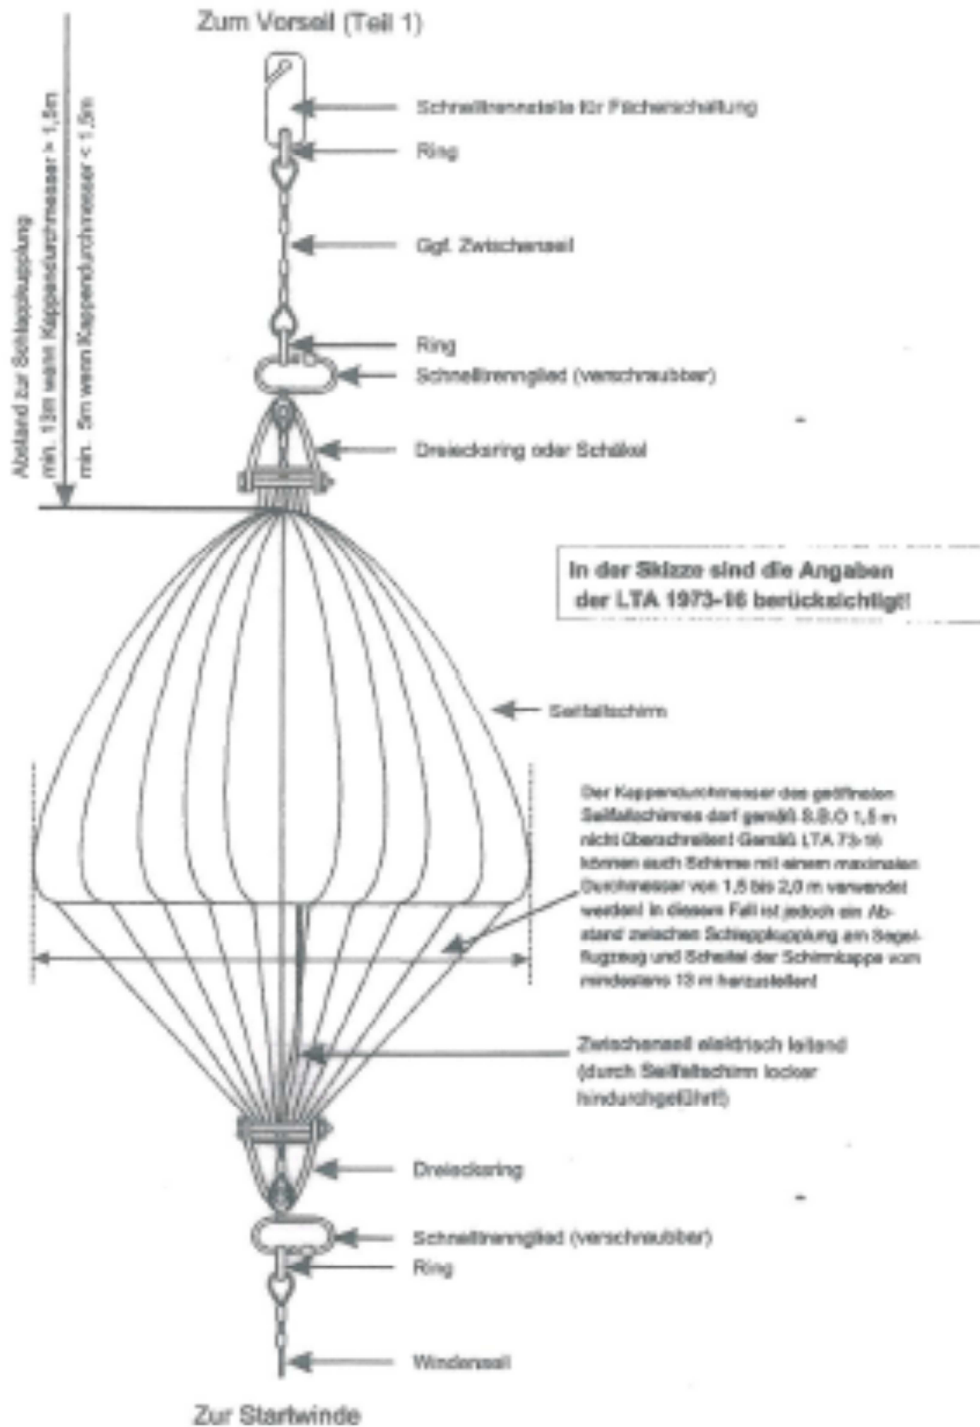 Zum Vorseil (Teil 1)
Schnelltrennstelle für Fächerschaltung
Ring
Ggf. Zwischenseil
Ring
Schnelltrennglied (verschraubbar)
Dreiecksring oder Schäkel
Abstand zur Schleppkupplung
min. 13m wenn Kappendurchmesser > 1,5m
min. 5m wenn Kappendurchmesser < 1,5m
In der Skizze sind die Angaben
der LTA 1973-16 berücksichtigt!
Seilfallschirm
Der Kappendurchmesser des geöffneten
Seilfallschirmes darf gemäß S.B.O 1,5 m
nicht überschreiten! Gemäß LTA 73-16
können auch Schirme mit einem maximalen
Durchmesser von 1,5 bis 2,0 m verwendet
werden! In diesem Fall ist jedoch ein Ab-
stand zwischen Schleppkupplung am Segel-
flugzeug und Scheitel der Schirmkappe vom
mindestens 13 m herzustellen!
Zwischenseil elektrisch leitend
(durch Seilfallschirm locker
hindurchgeführt!)
Dreiecksring
Schnelltrennglied (verschraubbar)
Ring
Windenseil
Zur Startwinde